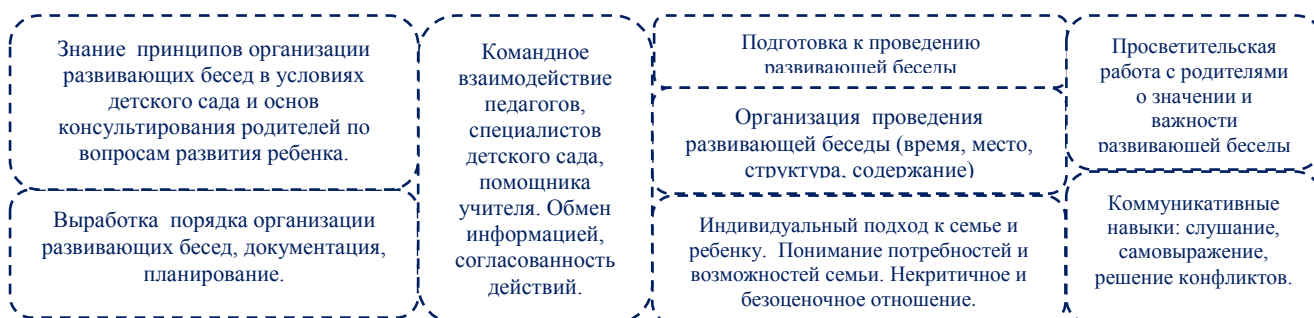 Знание принципов организации
развивающих бесед в условиях
детского сада и основ
консультирования родителей по
вопросам развития ребенка.
Выработка порядка организации
развивающих бесед, документация,
планирование.
Командное
взаимодействие
педагогов,
специалистов
детского сада,
помощника
учителя. Обмен
информацией,
согласованность
действий.
Подготовка к проведению
развивающей беседы
Организация проведения
развивающей беседы (время, место,
структура, содержание)
Индивидуальный подход к семье и
ребенку. Понимание потребностей и
возможностей семьи. Некритичное и
безоценочное отношение.
Просветительская
работа с родителями
о значении и
важности
развивающей беседы
Коммуникативные
навыки: слушание,
самовыражение,
решение конфликтов.